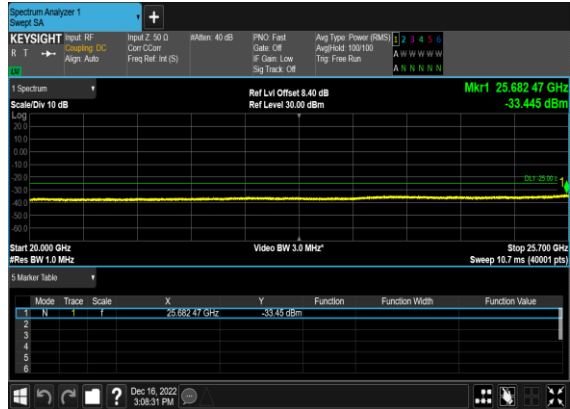 Spectrum Analyzer 1
Swept SA
KEYSIGHT Input: RF Input Z: 50 Ω #Atten: 40 dB PNO: Fast Avg Type: Power (RMS) 1 2 3 4 5 6
R T Coupling: DC Corr CCorr Gate: Off Avg|Hold: 100/100 A W W W W W
Align: Auto Freq Ref: Int (S) IF Gain: Low Trig: Free Run
Sig Track: Off A N N N N N
1 Spectrum Ref Lvl Offset 8.40 dB Mkr1 25.682 47 GHz
Scale/Div 10 dB Ref Level 30.00 dBm -33.445 dBm
Log
20.0
10.0
0.00
-10.0
-20.0
DL1 -25.00
1
-30.0
-40.0
-50.0
-60.0
Start 20.000 GHz Video BW 3.0 MHz* Stop 25.700 GHz
#Res BW 1.0 MHz Sweep 10.7 ms (40001 pts)
5 Marker Table
Mode Trace Scale X Y Function Function Width Function Value
1 N 1 f 25.682 47 GHz -33.45 dBm
2
3
4
5
6
? Dec 16, 2022
3:08:31 PM